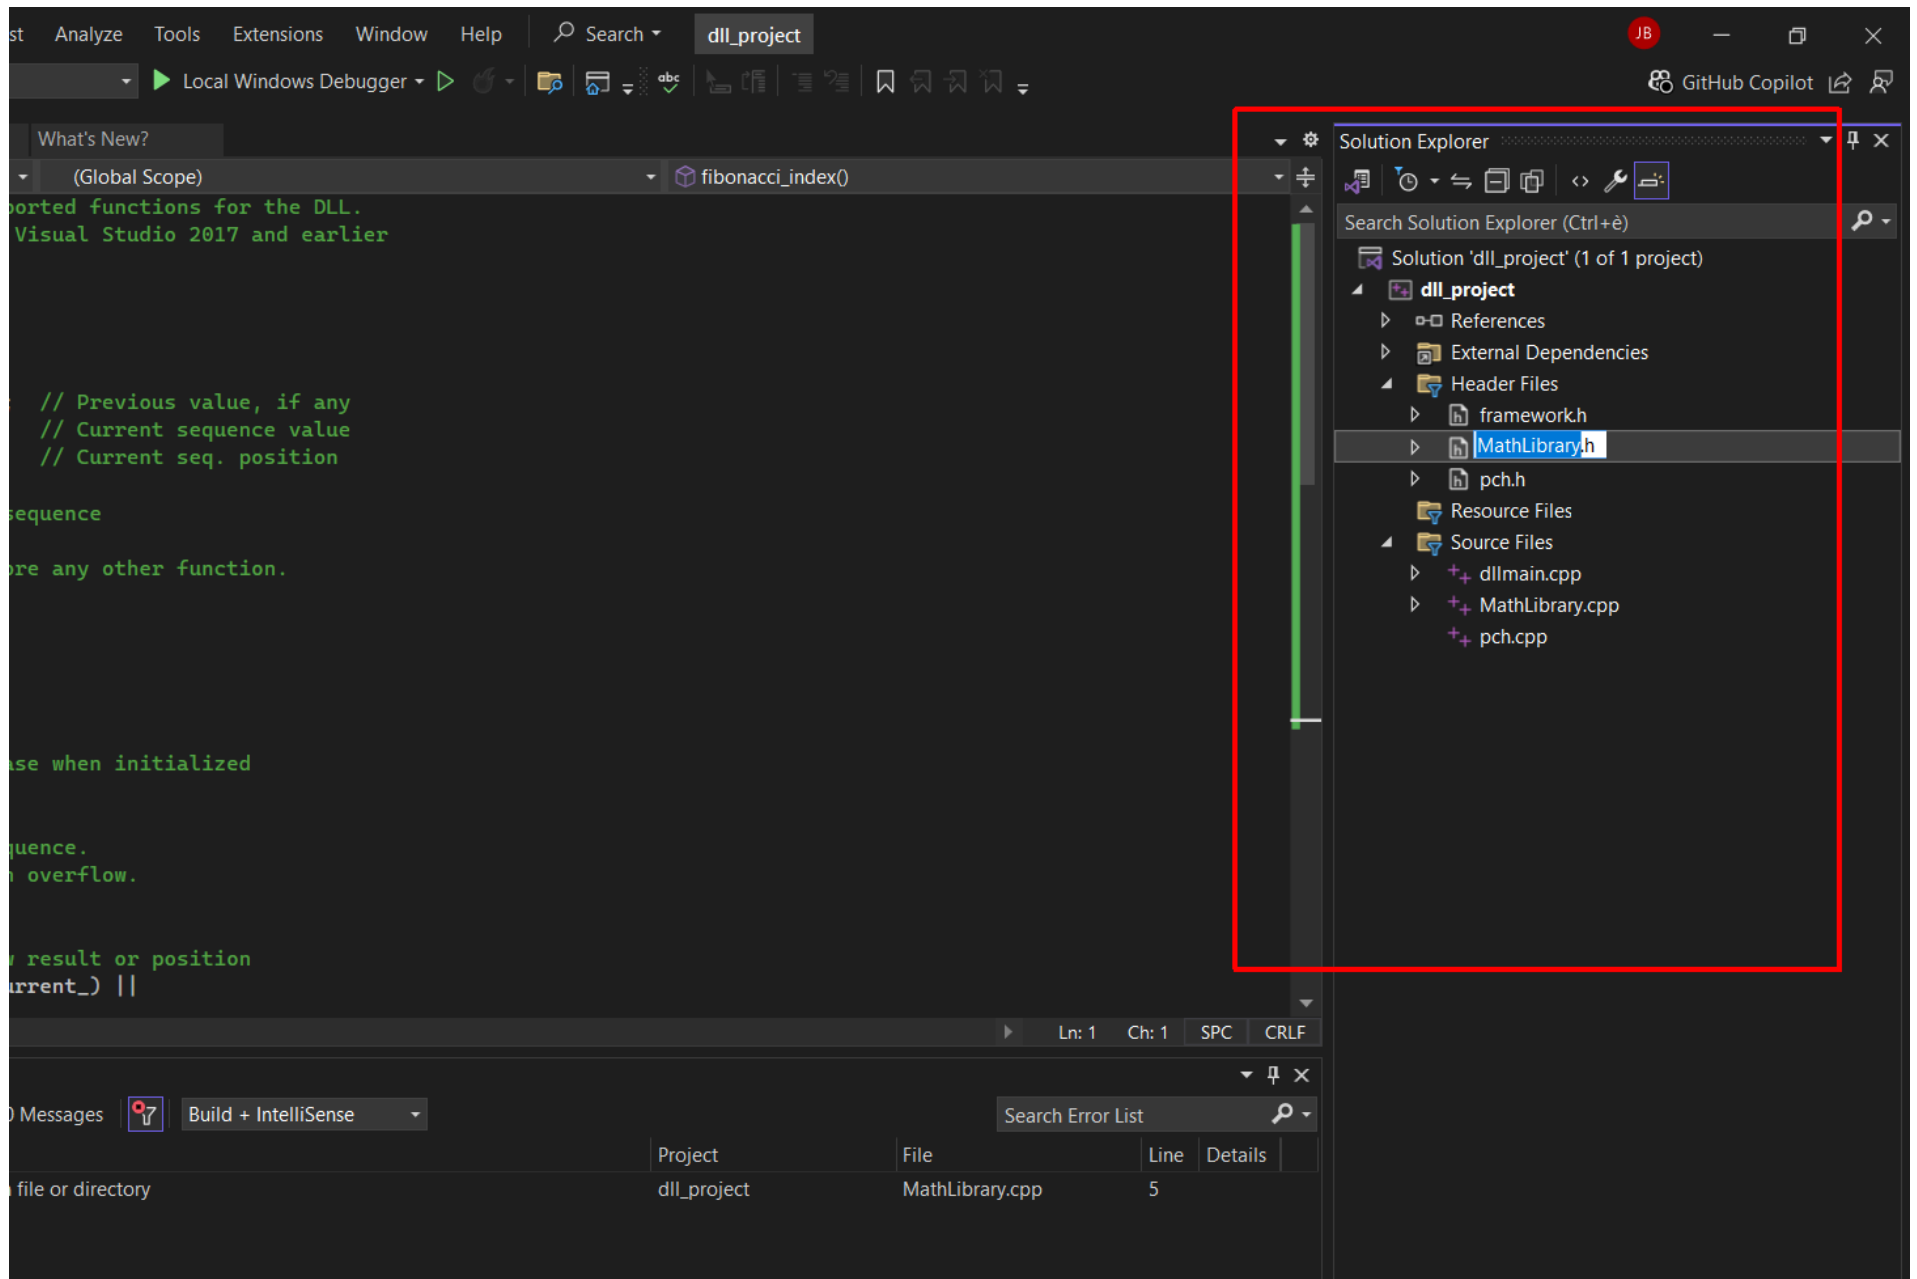 st Analyze Tools Extensions Window Help Search dll_project JB
Local Windows Debugger abc GitHub Copilot
What's New?
(Global Scope) fibonacci_index()
ported functions for the DLL.
Visual Studio 2017 and earlier
; // Previous value, if any
// Current sequence value
// Current seq. position
sequence
ore any other function.
ase when initialized
quence.
n overflow.
w result or position
urrent_) ||
Ln: 1 Ch: 1 SPC CRLF
Solution Explorer
Search Solution Explorer (Ctrl+è)
Solution 'dll_project' (1 of 1 project)
dll_project
References
External Dependencies
Header Files
framework.h
MathLibrary.h
pch.h
Resource Files
Source Files
dllmain.cpp
MathLibrary.cpp
pch.cpp
0 Messages Build + IntelliSense Search Error List
Project File Line Details
file or directory dll_project MathLibrary.cpp 5